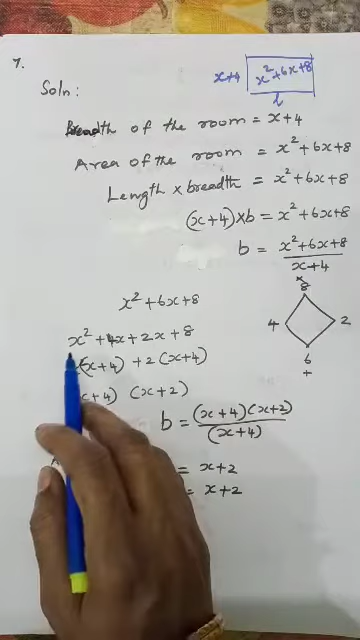 7.
Soln:
x+4
x²+6x+8
l
Breadth of the room = x+4
Area of the room = x²+6x+8
Length x breadth = x²+6x+8
(x+4)×b = x²+6x+8
b = x²+6x+8 / x+4
x²+6x+8
×
8
4
2
6
+
x²+4x+2x+8
(x+4) +2(x+4)
+4) (x+2)
b = (x+4)(x+2) / (x+4)
= x+2
= x+2